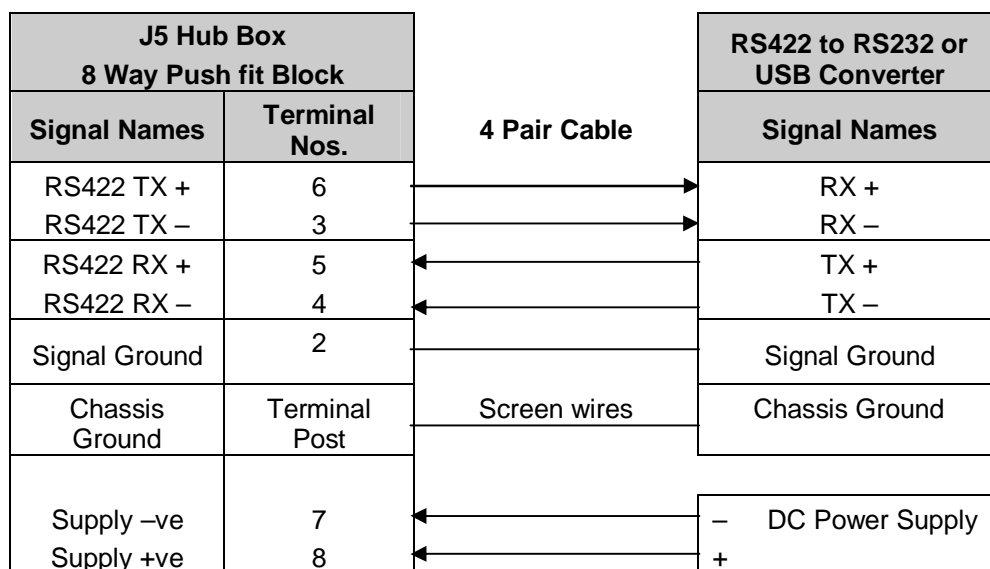 J5 Hub Box
8 Way Push fit Block
RS422 to RS232 or
USB Converter
Signal Names
Terminal
Nos.
4 Pair Cable
Signal Names
RS422 TX + 6 RX +
RS422 TX – 3 RX –
RS422 RX + 5 TX +
RS422 RX – 4 TX –
Signal Ground 2 Signal Ground
Chassis
Ground
Terminal
Post
Screen wires
Chassis Ground
Supply –ve 7 – DC Power Supply
Supply +ve 8 +